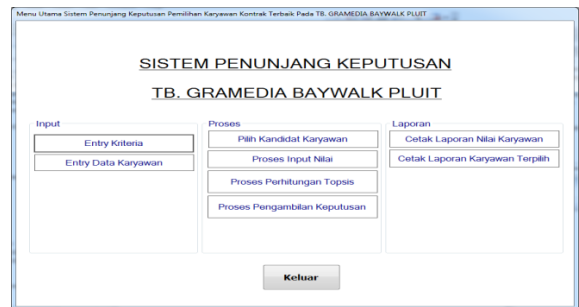 Menu Utama Sistem Penunjang Keputusan Pemilihan Karyawan Kontrak Terbaik Pada TB. GRAMEDIA BAYWALK PLUIT
SISTEM PENUNJANG KEPUTUSAN
TB. GRAMEDIA BAYWALK PLUIT
Input
Entry Kriteria
Entry Data Karyawan
Proses
Pilih Kandidat Karyawan
Proses Input Nilai
Proses Perhitungan Topsis
Proses Pengambilan Keputusan
Laporan
Cetak Laporan Nilai Karyawan
Cetak Laporan Karyawan Terpilih
Keluar